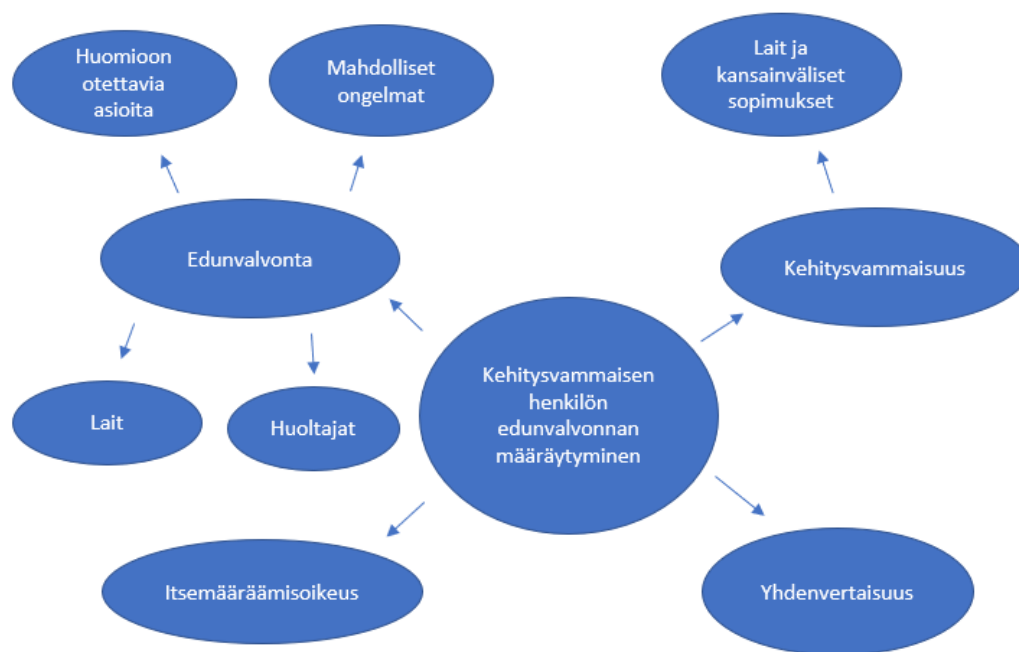 Huomioon
otettavia
asioita
Mahdolliset
ongelmat
Lait ja
kansainväliset
sopimukset
Edunvalvonta
Kehitysvammaisuus
Kehitysvammaisen
henkilön
edunvalvonnan
määräytyminen
Lait
Huoltajat
Itsemääräämisoikeus
Yhdenvertaisuus